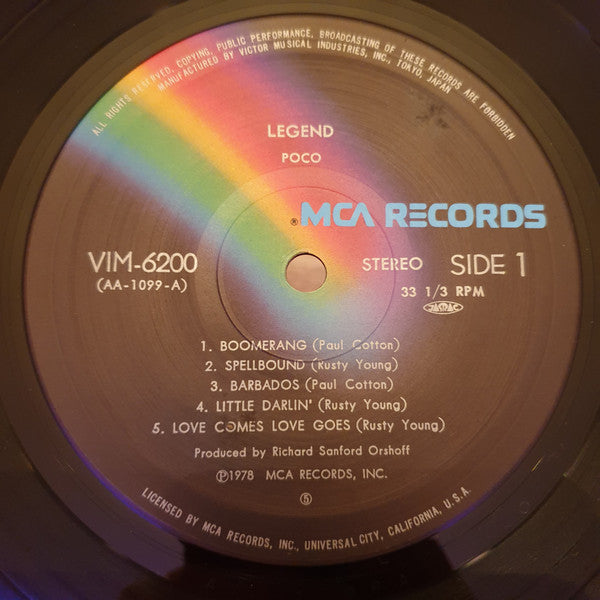 ALL RIGHTS RESERVED. COPYING, PUBLIC PERFORMANCE, BROADCASTING OF THESE RECORDS ARE FORBIDDEN
MANUFACTURED BY VICTOR MUSICAL INDUSTRIES, INC., TOKYO, JAPAN
LEGEND
POCO
®MCA RECORDS
VIM-6200
(AA-1099-A)
STEREO SIDE 1
33 1/3 RPM
JASRAC
1. BOOMERANG (Paul Cotton)
2. SPELLBOUND (Rusty Young)
3. BARBADOS (Paul Cotton)
4. LITTLE DARLIN' (Rusty Young)
5. LOVE COMES LOVE GOES (Rusty Young)
Produced by Richard Sanford Orshoff
Ⓟ1978 MCA RECORDS, INC.
⑤
LICENSED BY MCA RECORDS, INC., UNIVERSAL CITY, CALIFORNIA, U.S.A.